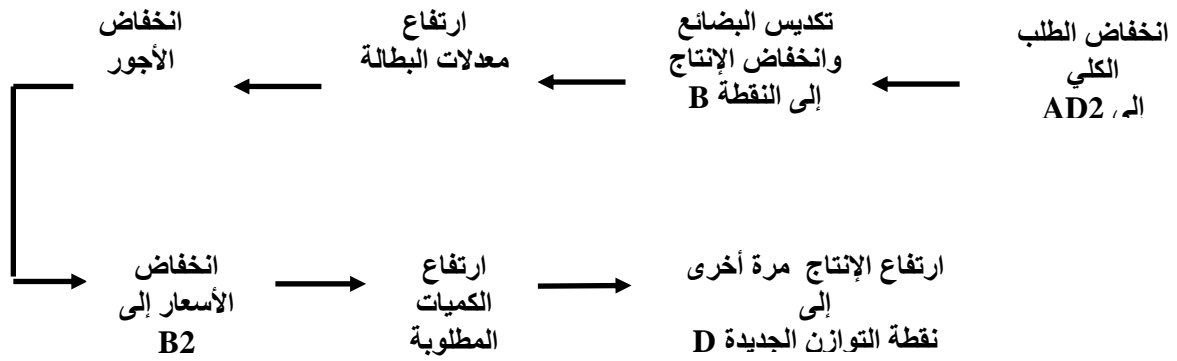 انخفاض الطلب
الكلي
إلى AD2
تكديس البضائع
وانخفاض الإنتاج
إلى النقطة B
ارتفاع
معدلات البطالة
انخفاض
الأجور
انخفاض
الأسعار إلى
B2
ارتفاع
الكميات
المطلوبة
ارتفاع الإنتاج مرة أخرى
إلى
نقطة التوازن الجديدة D